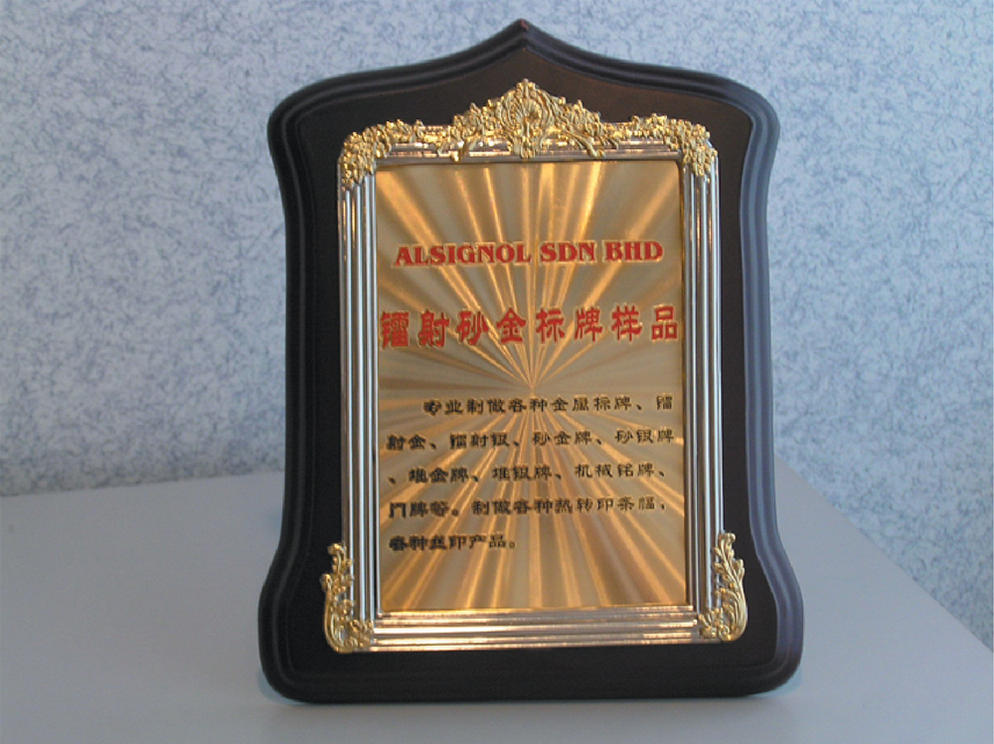 ALSIGNOL SDN BHD
镭射砂金标牌样品
专业制做各种金属标牌、镭
射金、镭射银、砂金牌、砂银牌
、堆金牌、堆银牌、机械铭牌、
门牌等。制做各种热转印条幅，
各种丝印产品。